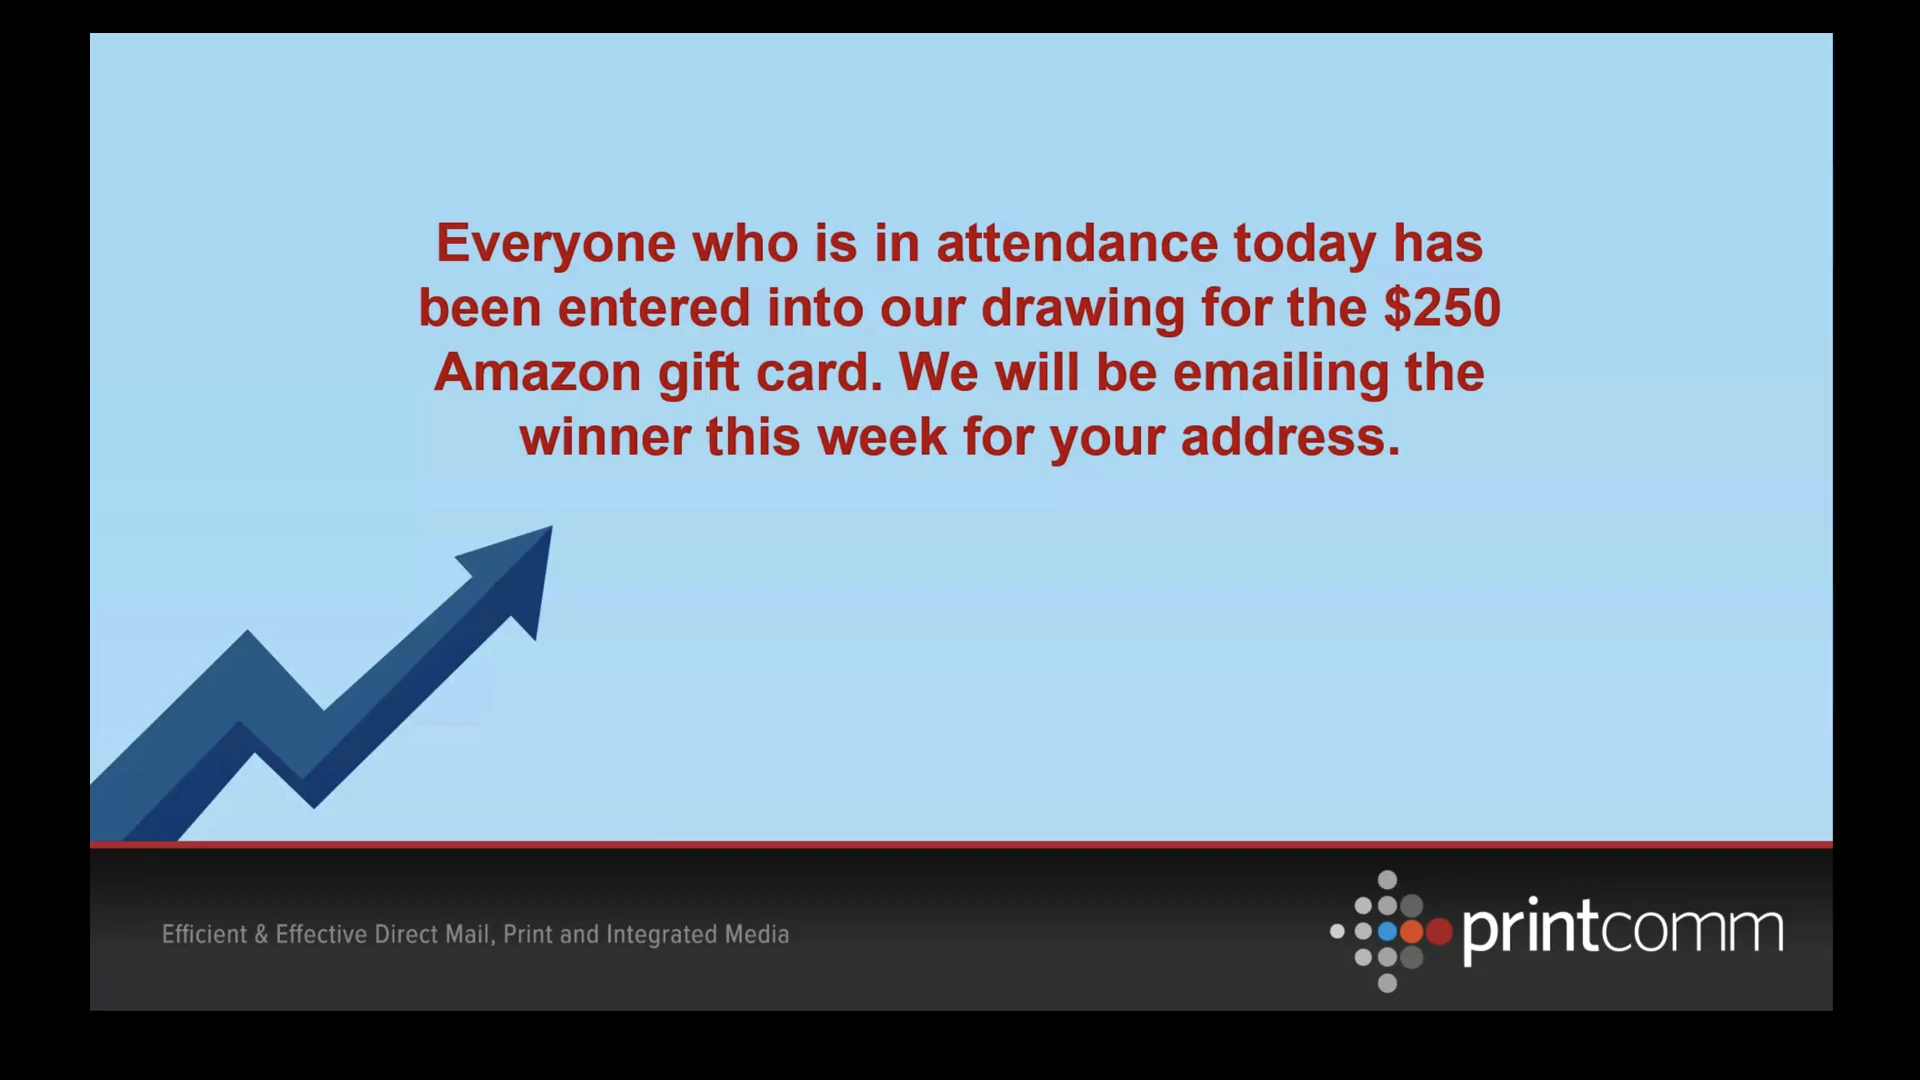 Everyone who is in attendance today has
been entered into our drawing for the $250
Amazon gift card. We will be emailing the
winner this week for your address.
Efficient & Effective Direct Mail, Print and Integrated Media
printcomm